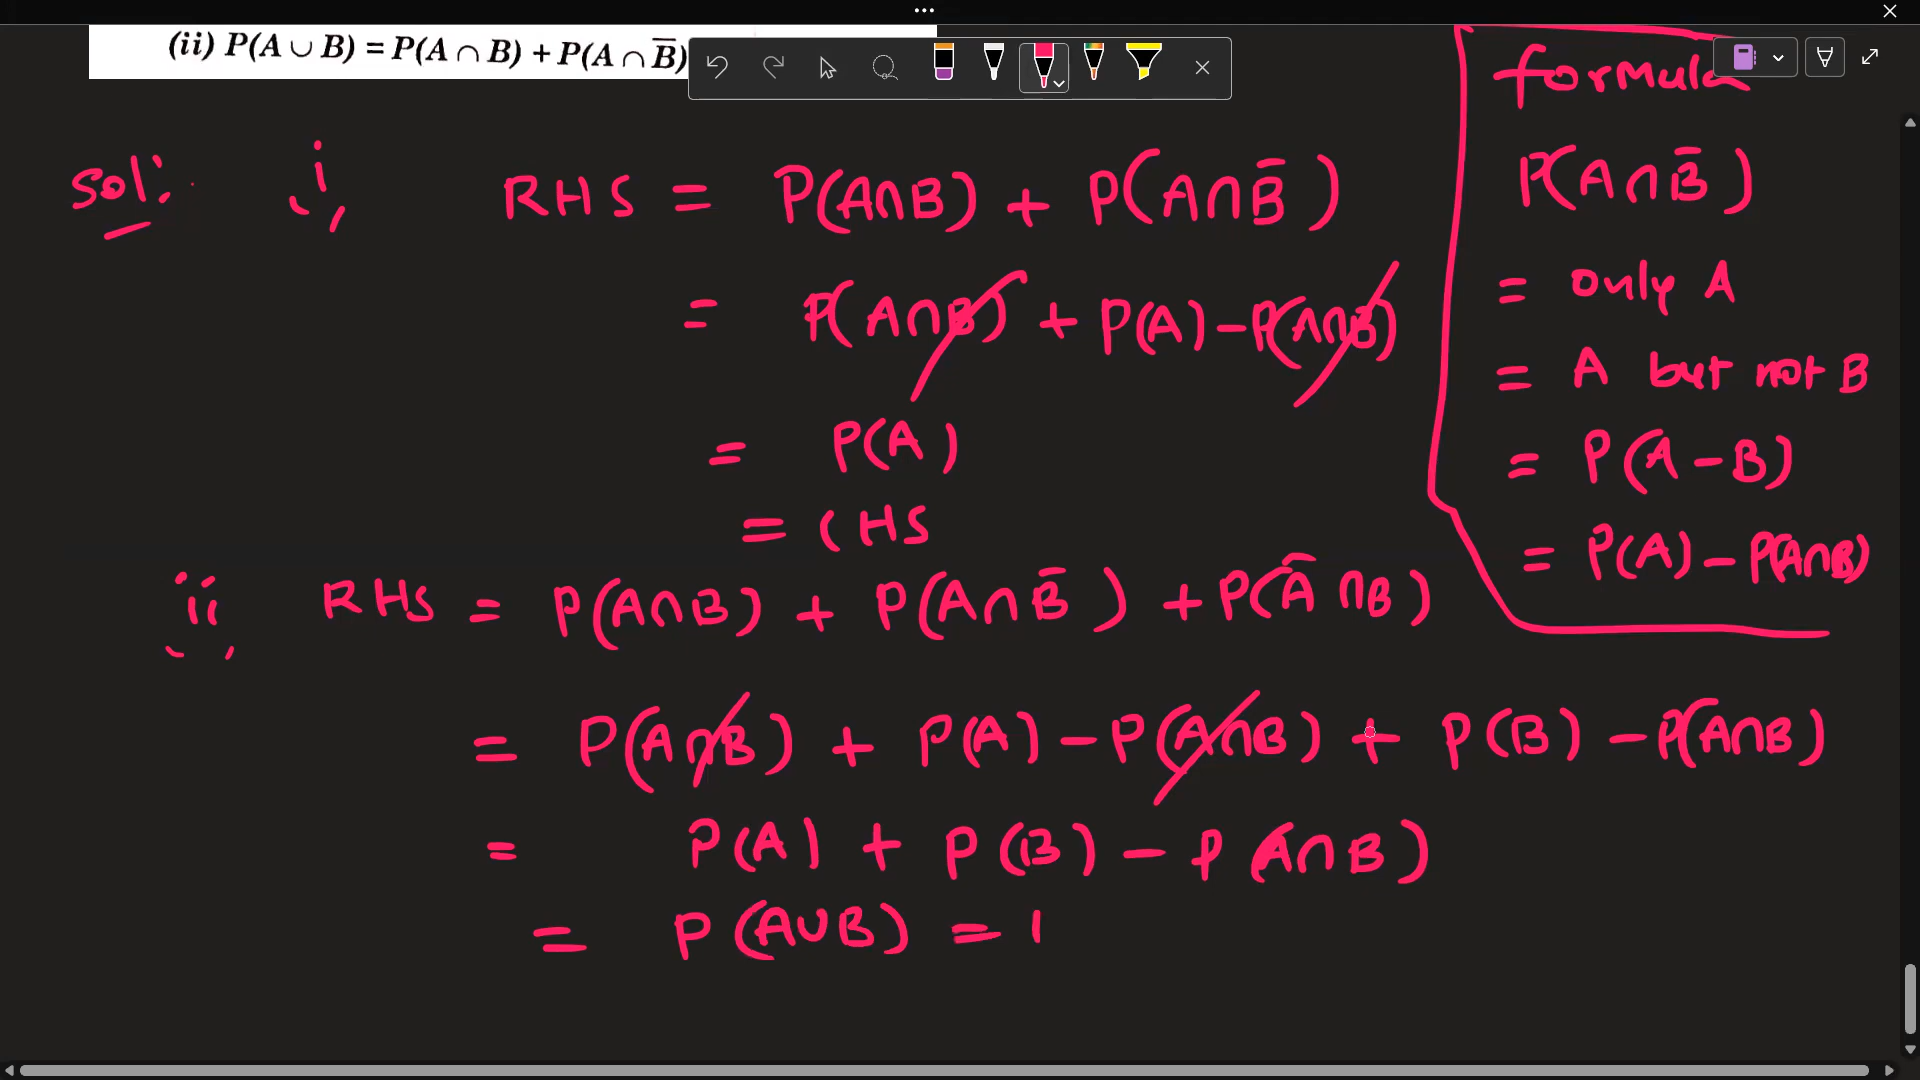 (ii) P(A ∪ B) = P(A ∩ B) + P(A ∩ B̅)
formula
P(A∩B̅)
= only A
= A but not B
= P(A-B)
= P(A) - P(A∩B)
Sol:
i) RHS = P(A∩B) + P(A∩B̅)
= P(A∩B) + P(A) - P(A∩B)
= P(A)
= LHS
ii) RHS = P(A∩B) + P(A∩B̅) + P(A̅∩B)
= P(A∩B) + P(A) - P(A∩B) + P(B) - P(A∩B)
= P(A) + P(B) - P(A∩B)
= P(A∪B) = 1